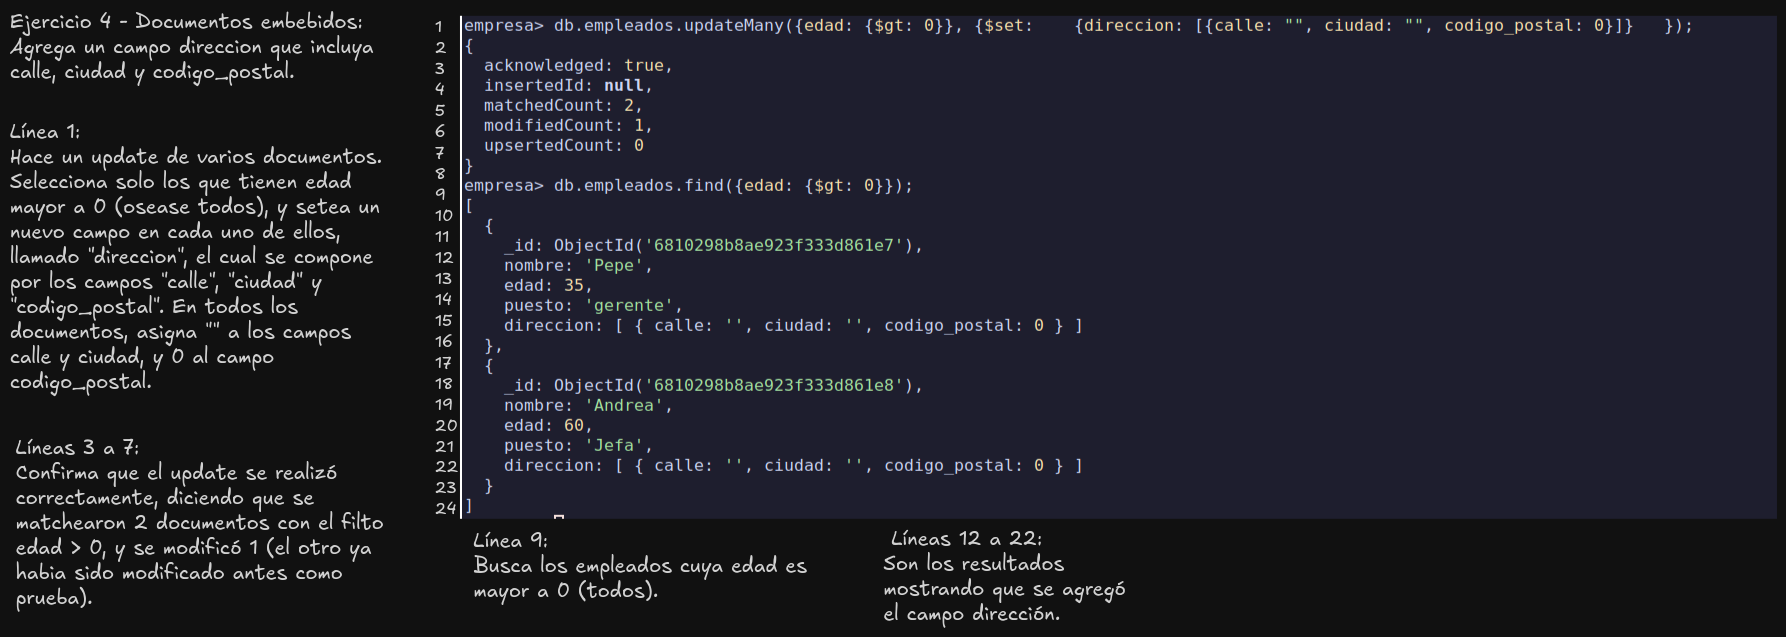 Ejercicio 4 - Documentos embebidos:
Agrega un campo direccion que incluya
calle, ciudad y codigo_postal.
Línea 1:
Hace un update de varios documentos.
Selecciona solo los que tienen edad
mayor a 0 (osease todos), y setea un
nuevo campo en cada uno de ellos,
llamado "direccion", el cual se compone
por los campos "calle", "ciudad" y
"codigo_postal". En todos los
documentos, asigna "" a los campos
calle y ciudad, y 0 al campo
codigo_postal.
Líneas 3 a 7:
Confirma que el update se realizó
correctamente, diciendo que se
matchearon 2 documentos con el filto
edad > 0, y se modificó 1 (el otro ya
habia sido modificado antes como
prueba).
1 empresa> db.empleados.updateMany({edad: {$gt: 0}}, {$set:    {direccion: [{calle: "", ciudad: "", codigo_postal: 0}]}   });
2 {
3   acknowledged: true,
4   insertedId: null,
5   matchedCount: 2,
6   modifiedCount: 1,
7   upsertedCount: 0
8 }
9 empresa> db.empleados.find({edad: {$gt: 0}});
10 [
11   {
12     _id: ObjectId('6810298b8ae923f333d861e7'),
13     nombre: 'Pepe',
14     edad: 35,
15     puesto: 'gerente',
16     direccion: [ { calle: '', ciudad: '', codigo_postal: 0 } ]
17   },
18   {
19     _id: ObjectId('6810298b8ae923f333d861e8'),
20     nombre: 'Andrea',
21     edad: 60,
22     puesto: 'Jefa',
23     direccion: [ { calle: '', ciudad: '', codigo_postal: 0 } ]
24   }
]
Línea 9:
Busca los empleados cuya edad es
mayor a 0 (todos).
Líneas 12 a 22:
Son los resultados
mostrando que se agregó
el campo dirección.